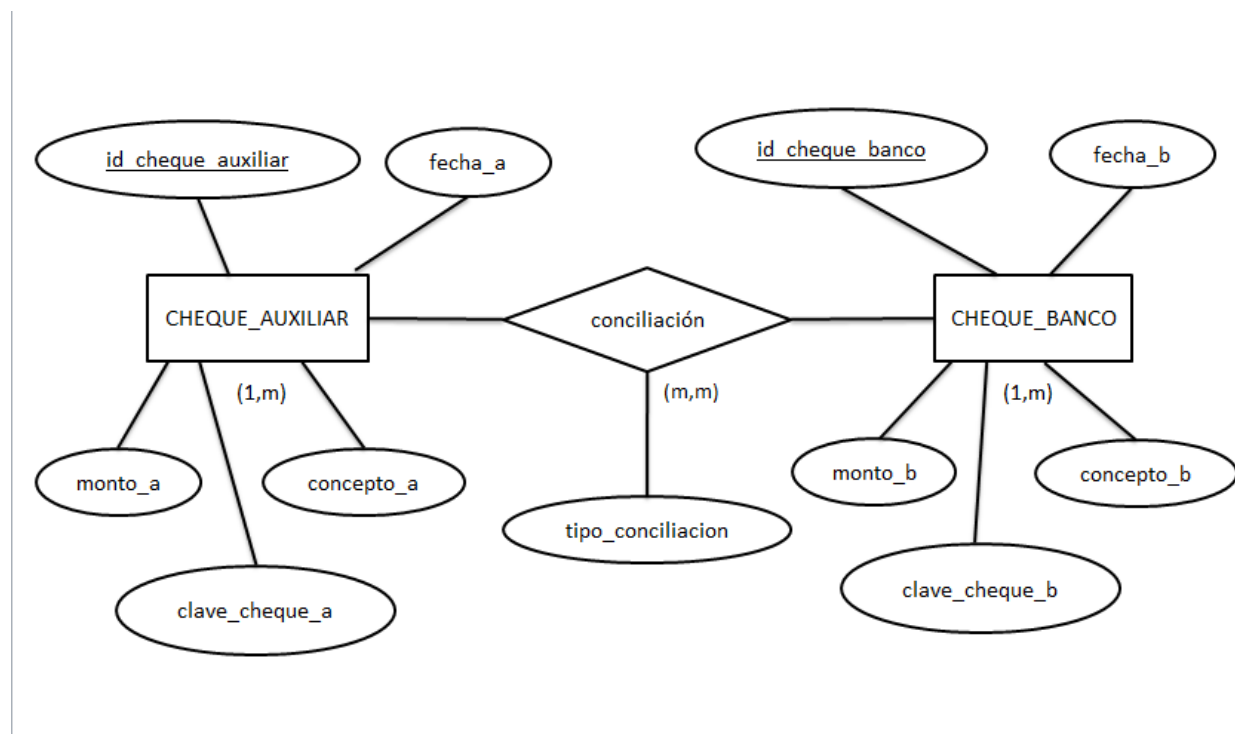 id_cheque_auxiliar
fecha_a
id_cheque_banco
fecha_b
CHEQUE_AUXILIAR
conciliación
CHEQUE_BANCO
(1,m)
(m,m)
(1,m)
monto_a
concepto_a
tipo_conciliacion
monto_b
concepto_b
clave_cheque_a
clave_cheque_b